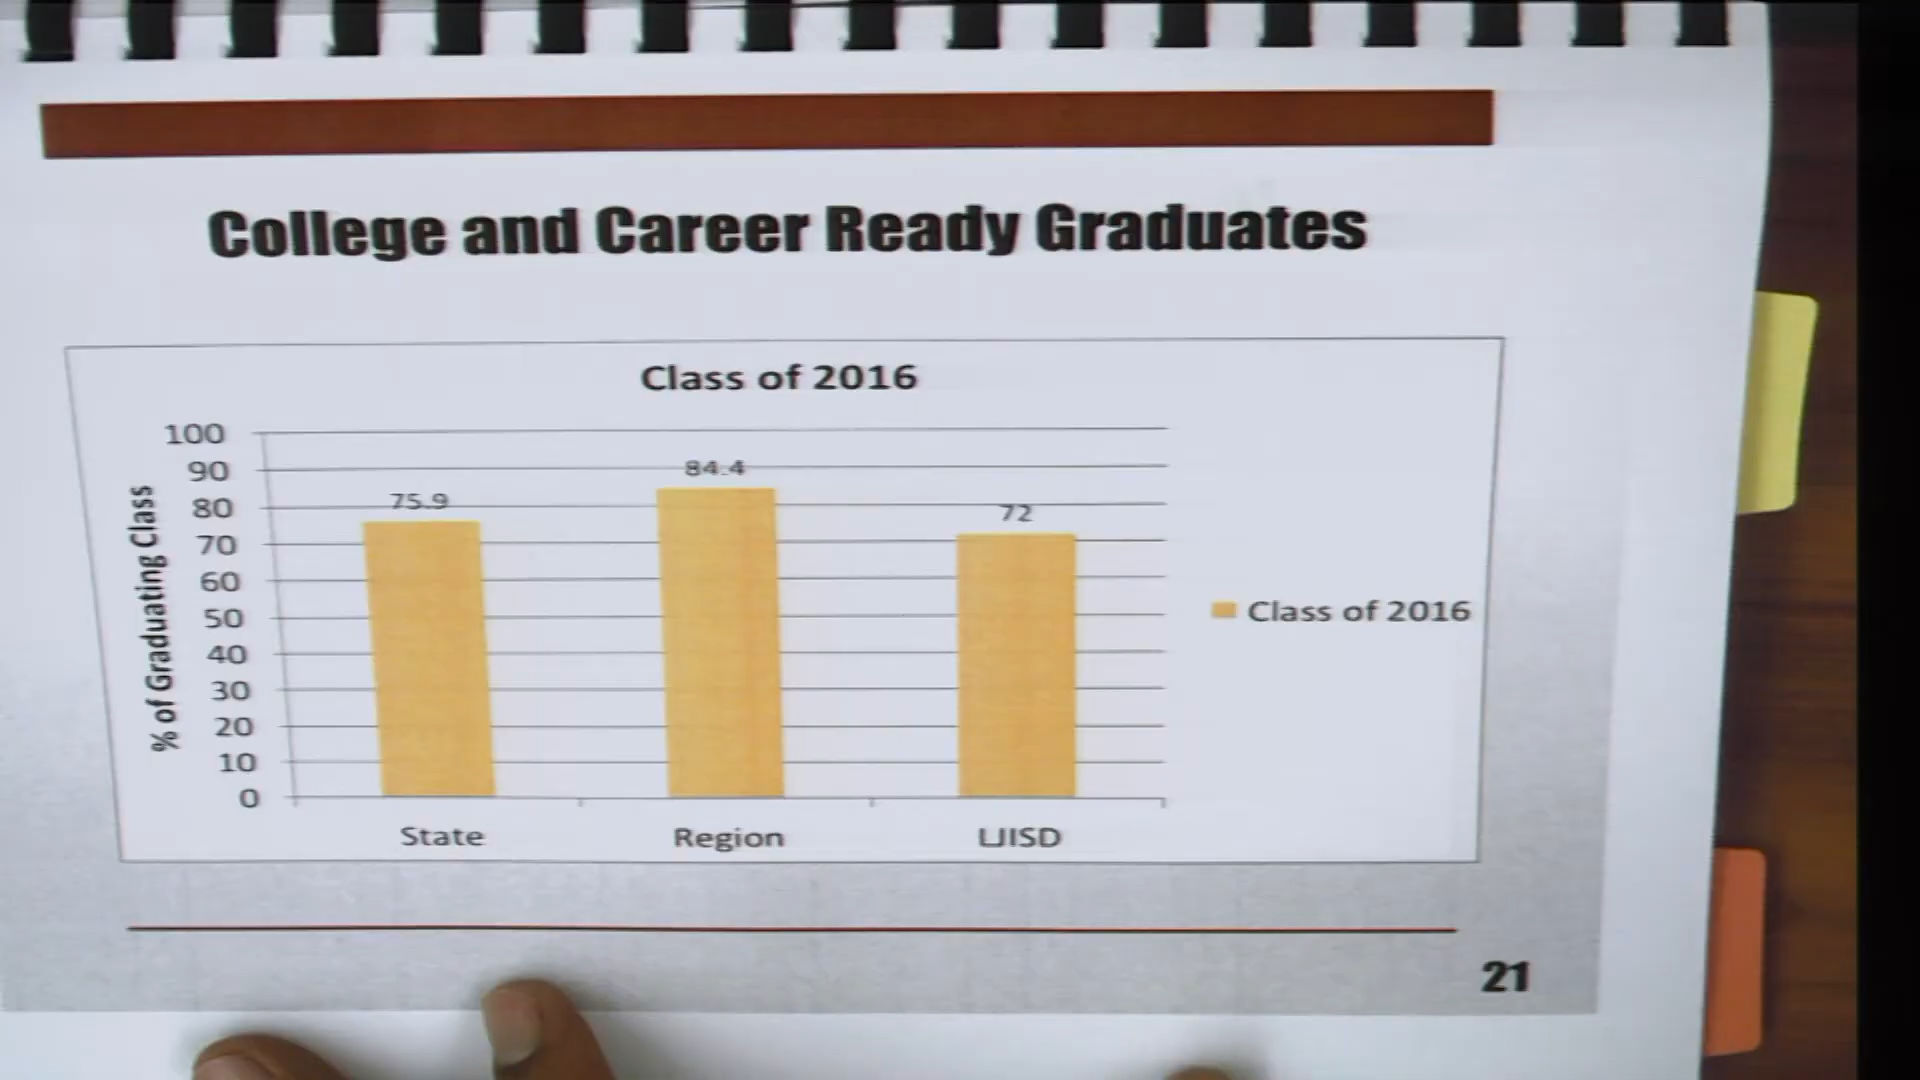 College and Career Ready Graduates
Class of 2016
% of Graduating Class
100
90
80
70
60
50
40
30
20
10
0
75.9
84.4
72
State
Region
LJISD
Class of 2016
21